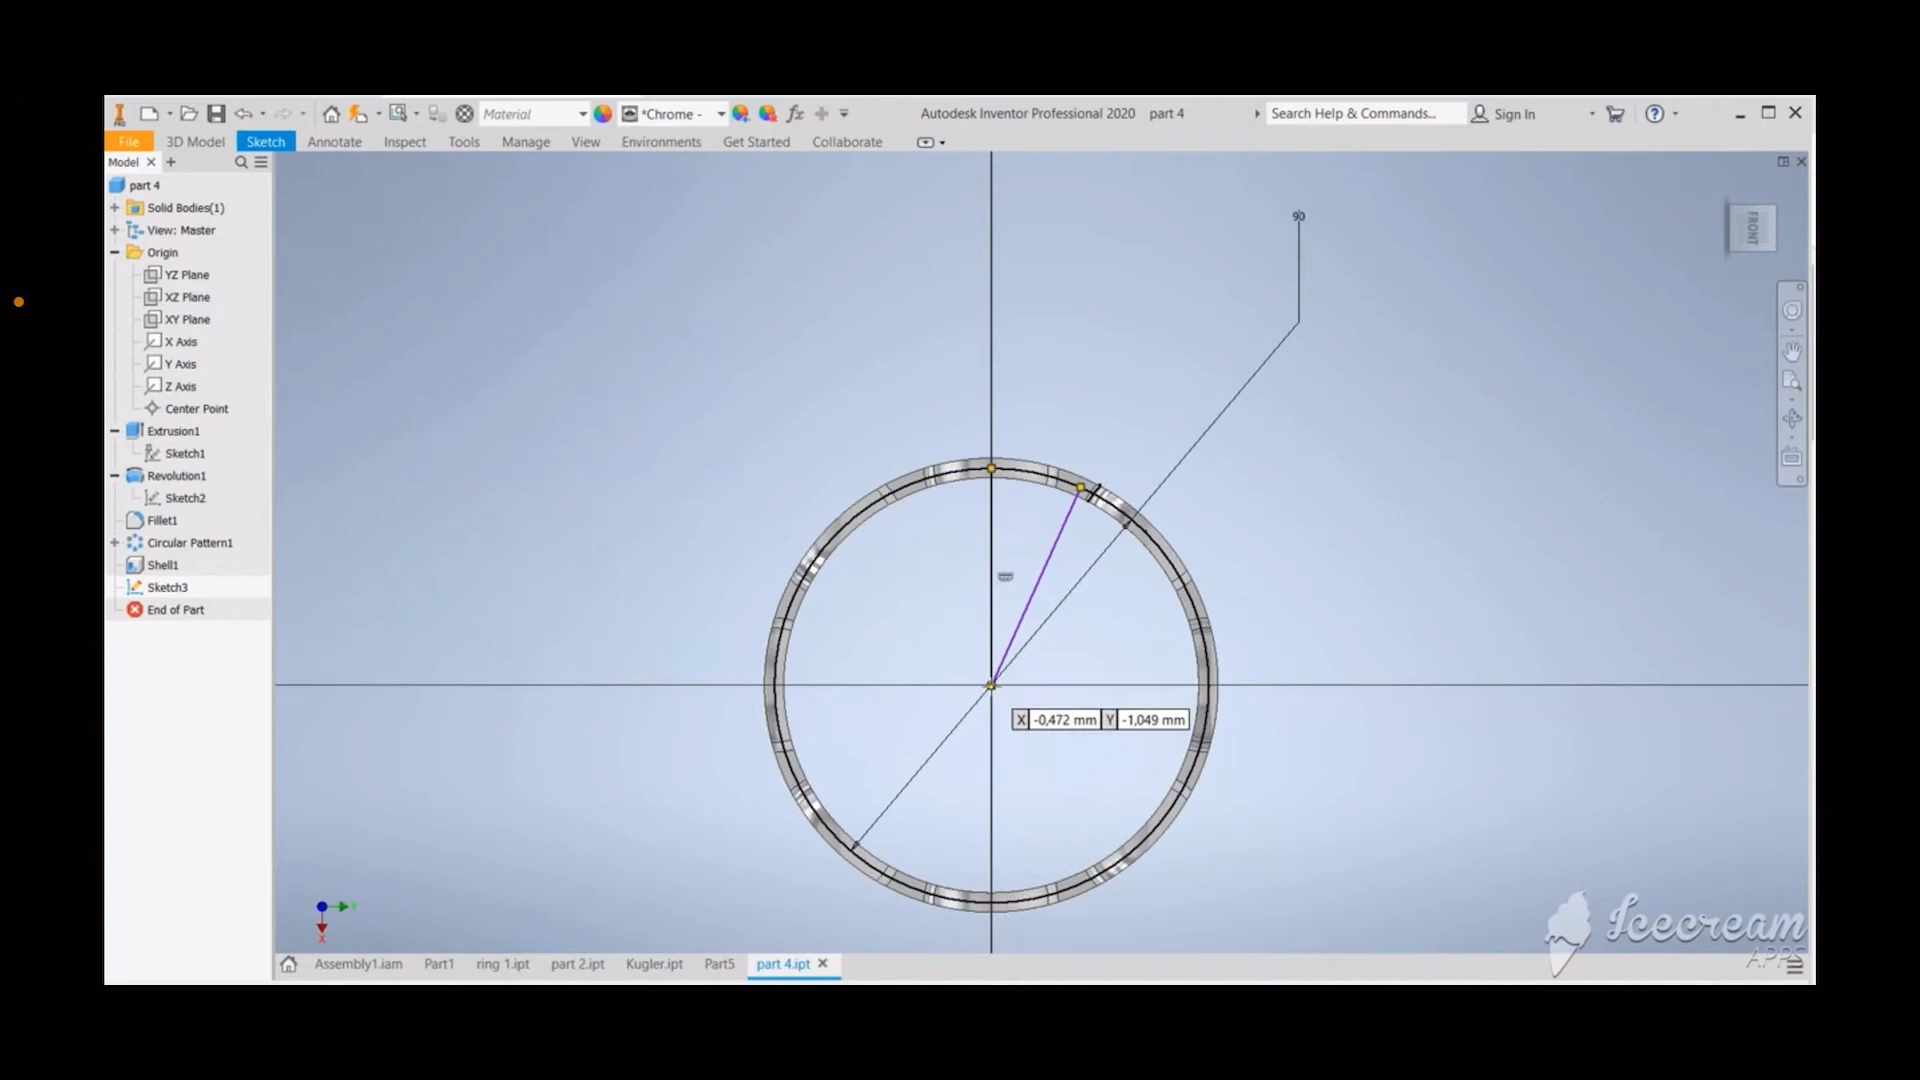 Material
*Chrome -
Autodesk Inventor Professional 2020 part 4
Search Help & Commands...
Sign In
File 3D Model Sketch Annotate Inspect Tools Manage View Environments Get Started Collaborate
Model
part 4
Solid Bodies(1)
View: Master
Origin
YZ Plane
XZ Plane
XY Plane
X Axis
Y Axis
Z Axis
Center Point
Extrusion1
Sketch1
Revolution1
Sketch2
Fillet1
Circular Pattern1
Shell1
Sketch3
End of Part
90
FRONT
X -0,472 mm Y -1,049 mm
Y
X
Icecream
APPS
Assembly1.iam Part1 ring 1.ipt part 2.ipt Kugler.ipt Part5 part 4.ipt